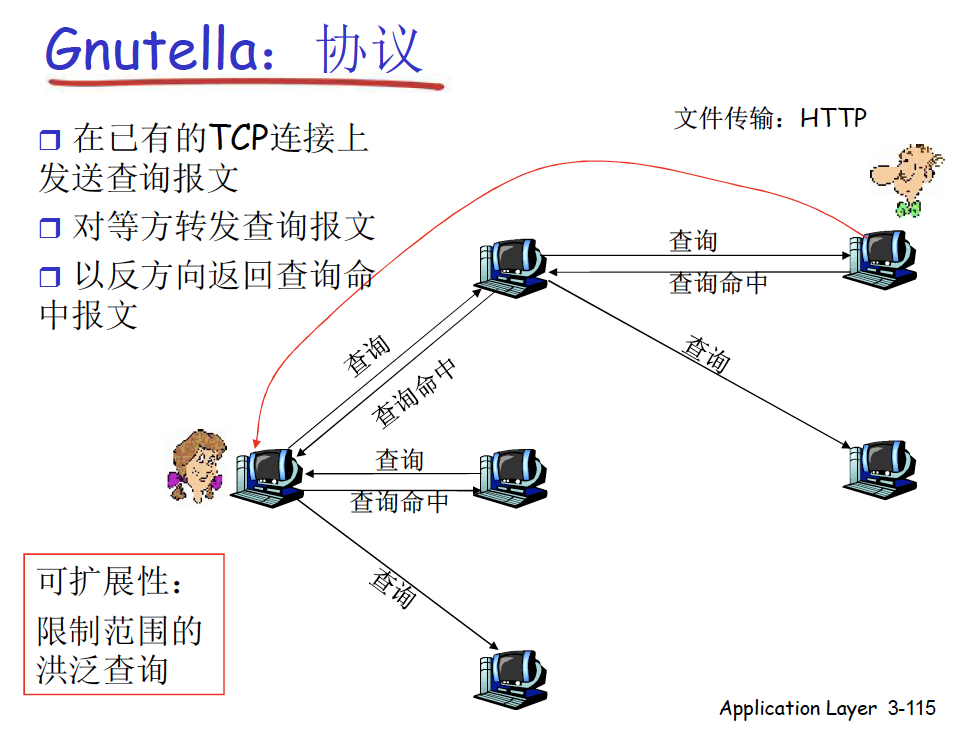 Gnutella：协议
❒ 在已有的TCP连接上
发送查询报文
❒ 对等方转发查询报文
❒ 以反方向返回查询命
中报文
文件传输：HTTP
查询
查询命中
查询
查询命中
查询
查询
查询命中
查询
可扩展性：
限制范围的
洪泛查询
Application Layer 3-115